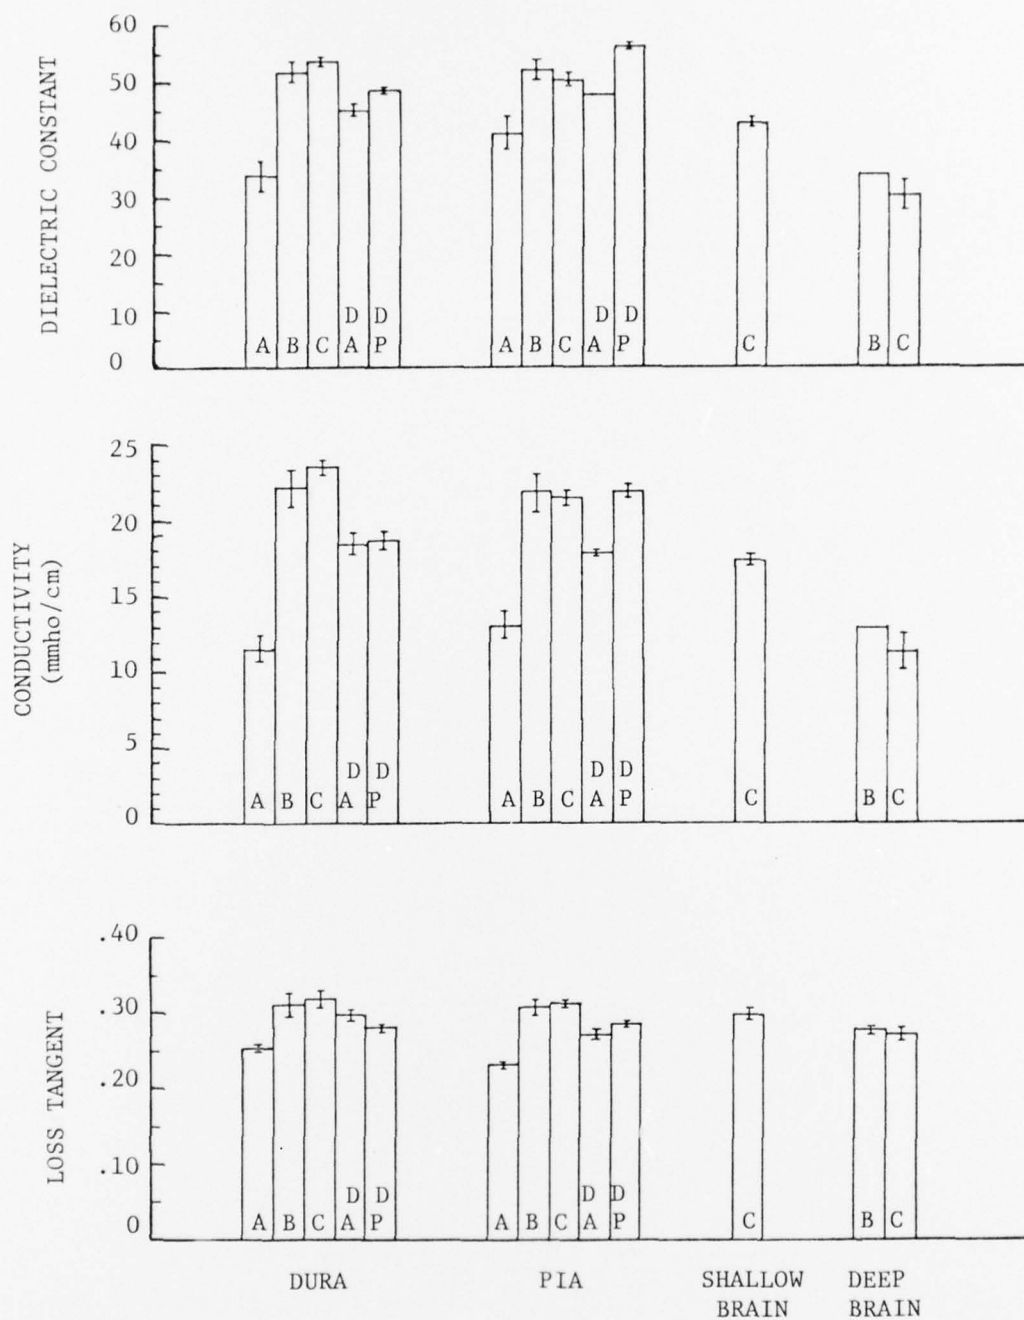 60
50
40
30
20
10
0
DIELECTRIC CONSTANT
D D D D
A B C A P A B C A P C B C
25
20
15
10
5
0
CONDUCTIVITY
(mmho/cm)
D D D D
A B C A P A B C A P C B C
.40
.30
.20
.10
0
LOSS TANGENT
D D D D
A B C A P A B C A P C B C
DURA PIA SHALLOW DEEP
BRAIN BRAIN